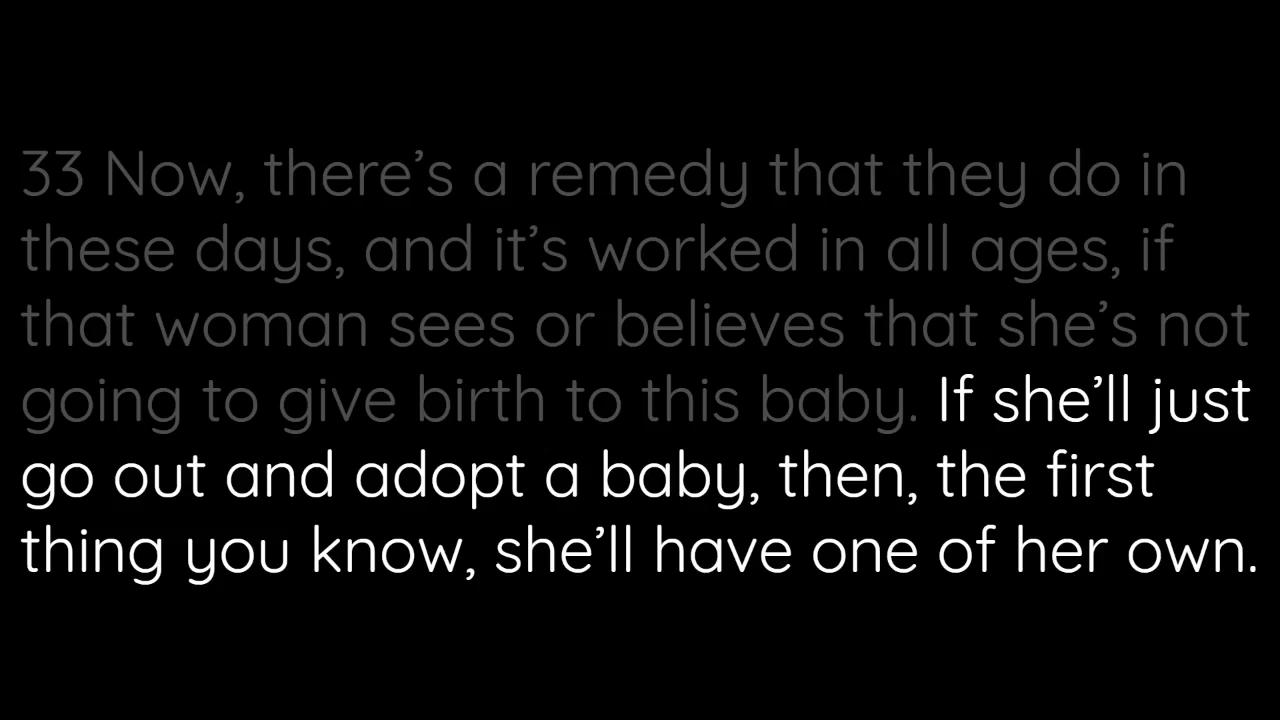 33 Now, there’s a remedy that they do in
these days, and it’s worked in all ages, if
that woman sees or believes that she’s not
going to give birth to this baby. If she’ll just
go out and adopt a baby, then, the first
thing you know, she’ll have one of her own.